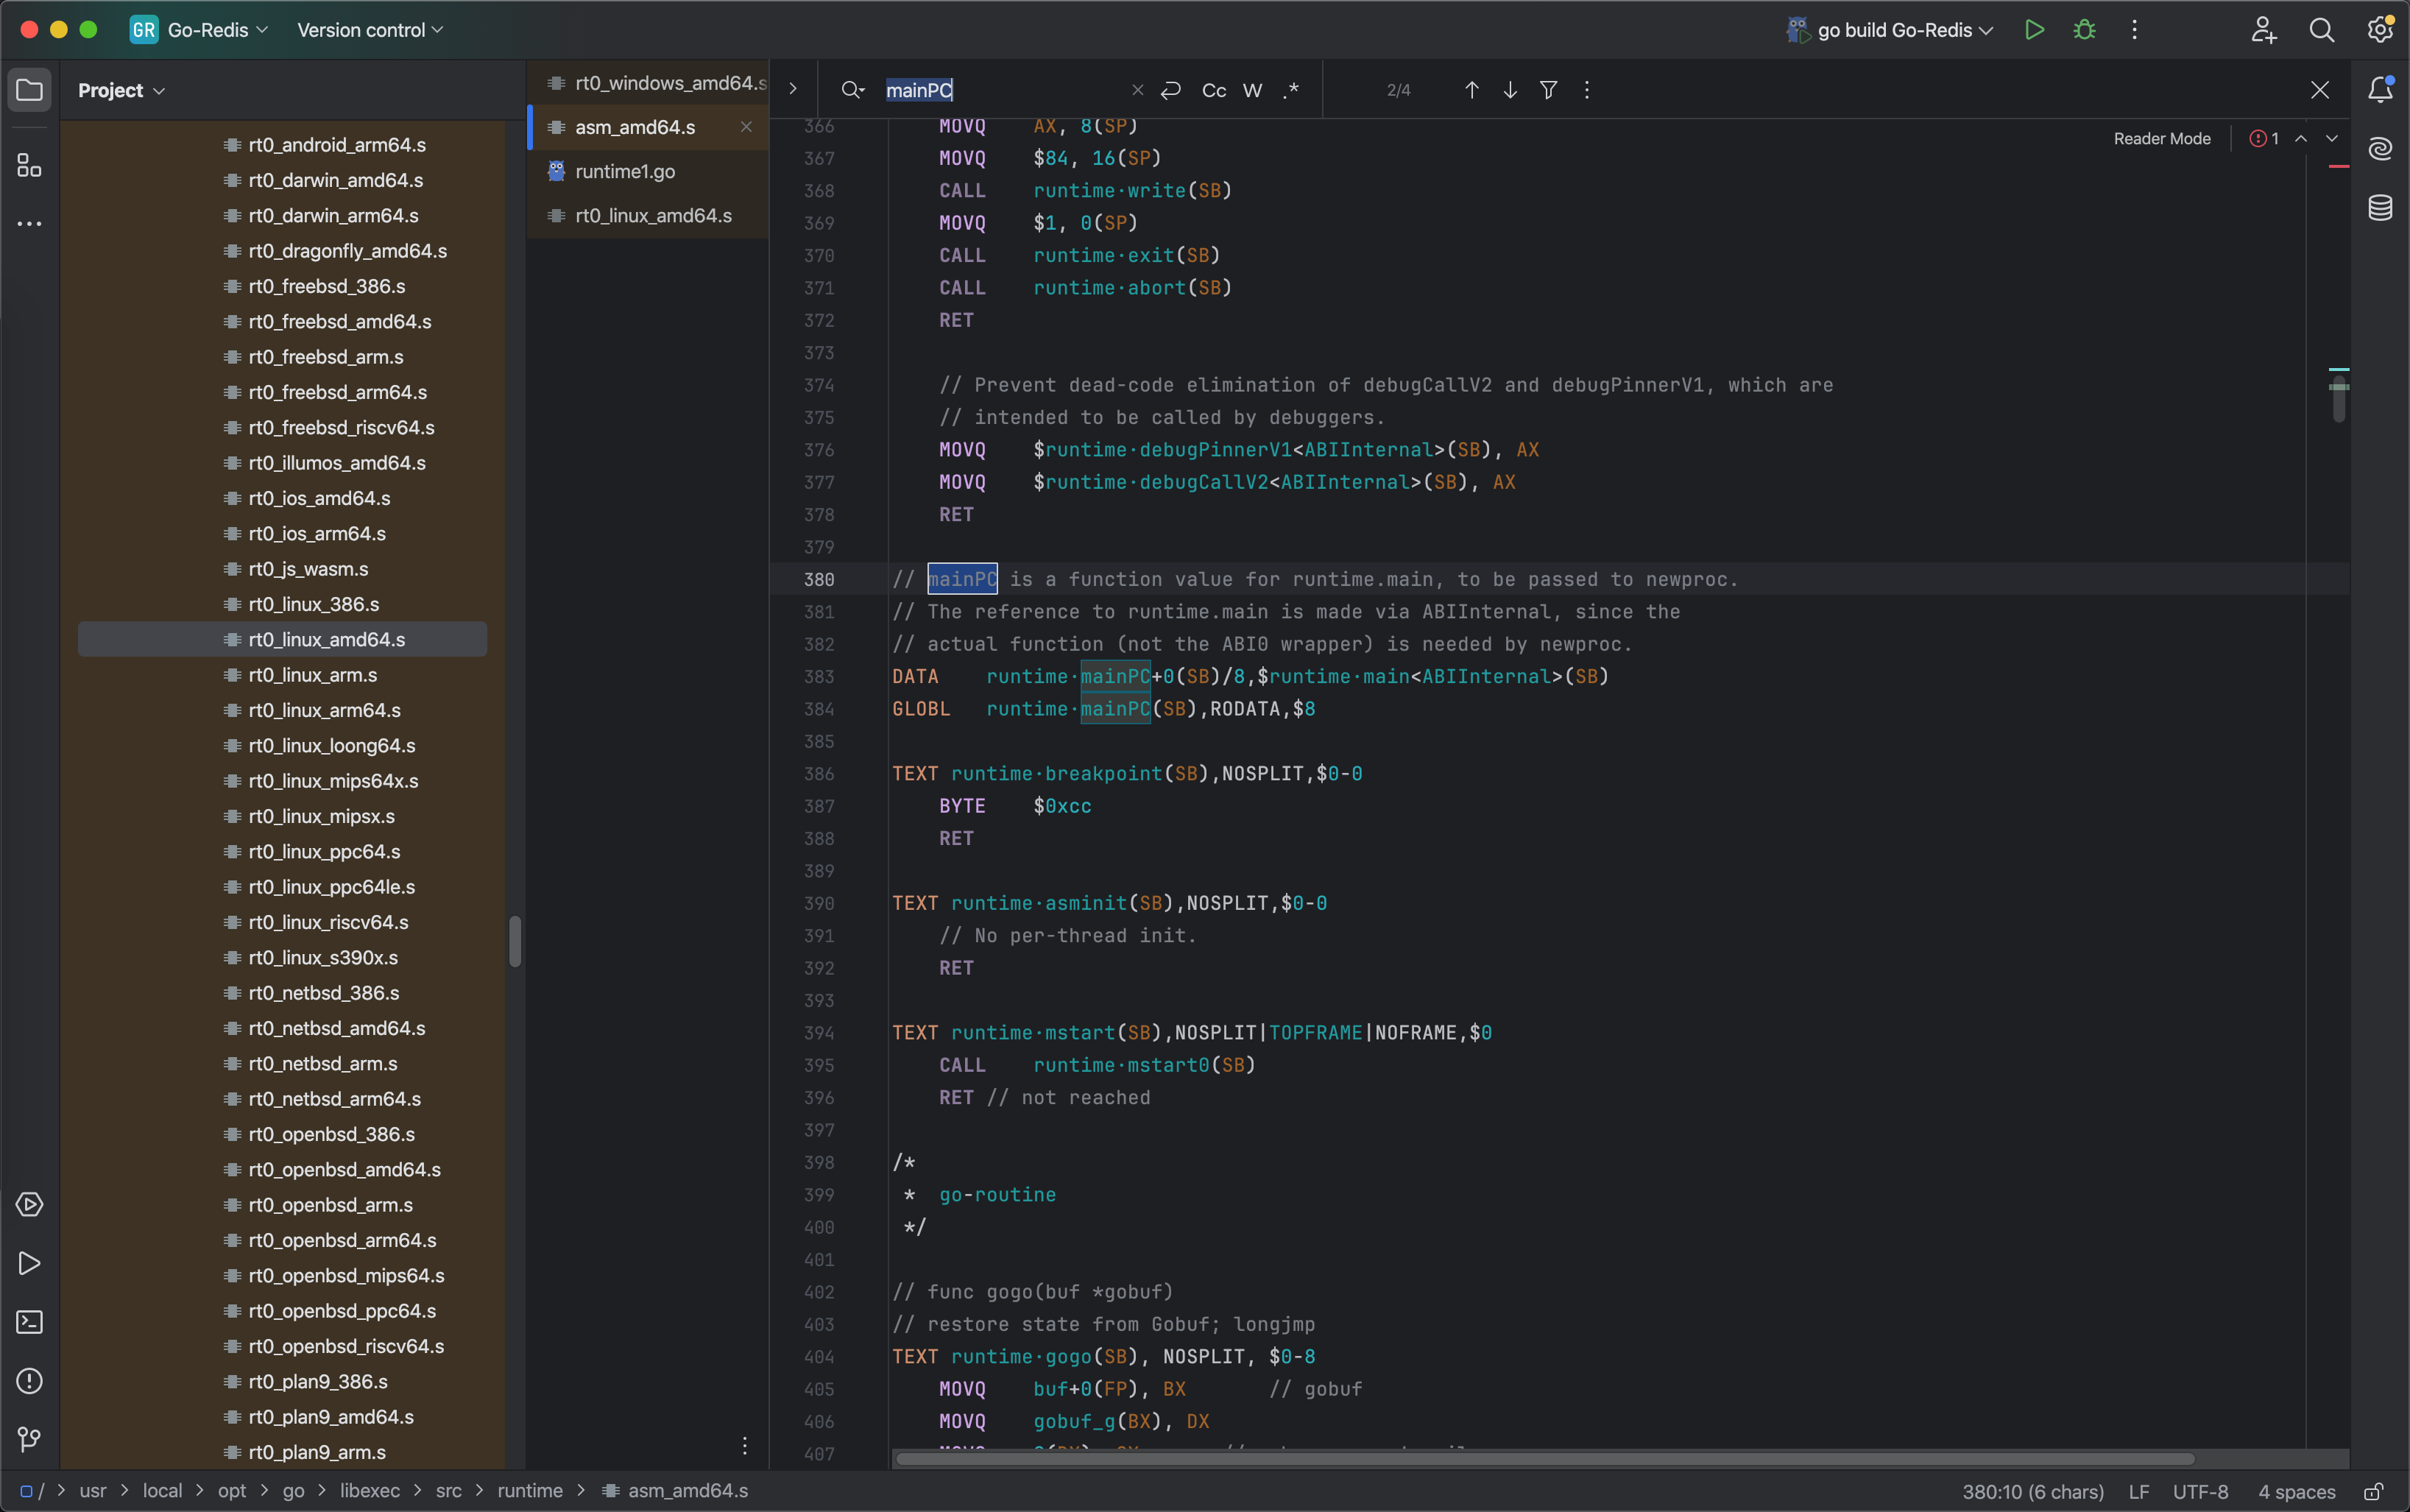 GR Go-Redis Version control go build Go-Redis
Project
rt0_android_arm64.s
rt0_darwin_amd64.s
rt0_darwin_arm64.s
rt0_dragonfly_amd64.s
rt0_freebsd_386.s
rt0_freebsd_amd64.s
rt0_freebsd_arm.s
rt0_freebsd_arm64.s
rt0_freebsd_riscv64.s
rt0_illumos_amd64.s
rt0_ios_amd64.s
rt0_ios_arm64.s
rt0_js_wasm.s
rt0_linux_386.s
rt0_linux_amd64.s
rt0_linux_arm.s
rt0_linux_arm64.s
rt0_linux_loong64.s
rt0_linux_mips64x.s
rt0_linux_mipsx.s
rt0_linux_ppc64.s
rt0_linux_ppc64le.s
rt0_linux_riscv64.s
rt0_linux_s390x.s
rt0_netbsd_386.s
rt0_netbsd_amd64.s
rt0_netbsd_arm.s
rt0_netbsd_arm64.s
rt0_openbsd_386.s
rt0_openbsd_amd64.s
rt0_openbsd_arm.s
rt0_openbsd_arm64.s
rt0_openbsd_mips64.s
rt0_openbsd_ppc64.s
rt0_openbsd_riscv64.s
rt0_plan9_386.s
rt0_plan9_amd64.s
rt0_plan9_arm.s
rt0_windows_amd64.s
asm_amd64.s
runtime1.go
rt0_linux_amd64.s
mainPC Cc W .* 2/4
Reader Mode 1
366 MOVQ AX, 8(SP)
367 MOVQ $84, 16(SP)
368 CALL runtime·write(SB)
369 MOVQ $1, 0(SP)
370 CALL runtime·exit(SB)
371 CALL runtime·abort(SB)
372 RET
373
374 // Prevent dead-code elimination of debugCallV2 and debugPinnerV1, which are
375 // intended to be called by debuggers.
376 MOVQ $runtime·debugPinnerV1<ABIInternal>(SB), AX
377 MOVQ $runtime·debugCallV2<ABIInternal>(SB), AX
378 RET
379
380 // mainPC is a function value for runtime.main, to be passed to newproc.
381 // The reference to runtime.main is made via ABIInternal, since the
382 // actual function (not the ABI0 wrapper) is needed by newproc.
383 DATA runtime·mainPC+0(SB)/8,$runtime·main<ABIInternal>(SB)
384 GLOBL runtime·mainPC(SB),RODATA,$8
385
386 TEXT runtime·breakpoint(SB),NOSPLIT,$0-0
387 BYTE $0xcc
388 RET
389
390 TEXT runtime·asminit(SB),NOSPLIT,$0-0
391 // No per-thread init.
392 RET
393
394 TEXT runtime·mstart(SB),NOSPLIT|TOPFRAME|NOFRAME,$0
395 CALL runtime·mstart0(SB)
396 RET // not reached
397
398 /*
399 * go-routine
400 */
401
402 // func gogo(buf *gobuf)
403 // restore state from Gobuf; longjmp
404 TEXT runtime·gogo(SB), NOSPLIT, $0-8
405 MOVQ buf+0(FP), BX // gobuf
406 MOVQ gobuf_g(BX), DX
407
/ > usr > local > opt > go > libexec > src > runtime > asm_amd64.s 380:10 (6 chars) LF UTF-8 4 spaces